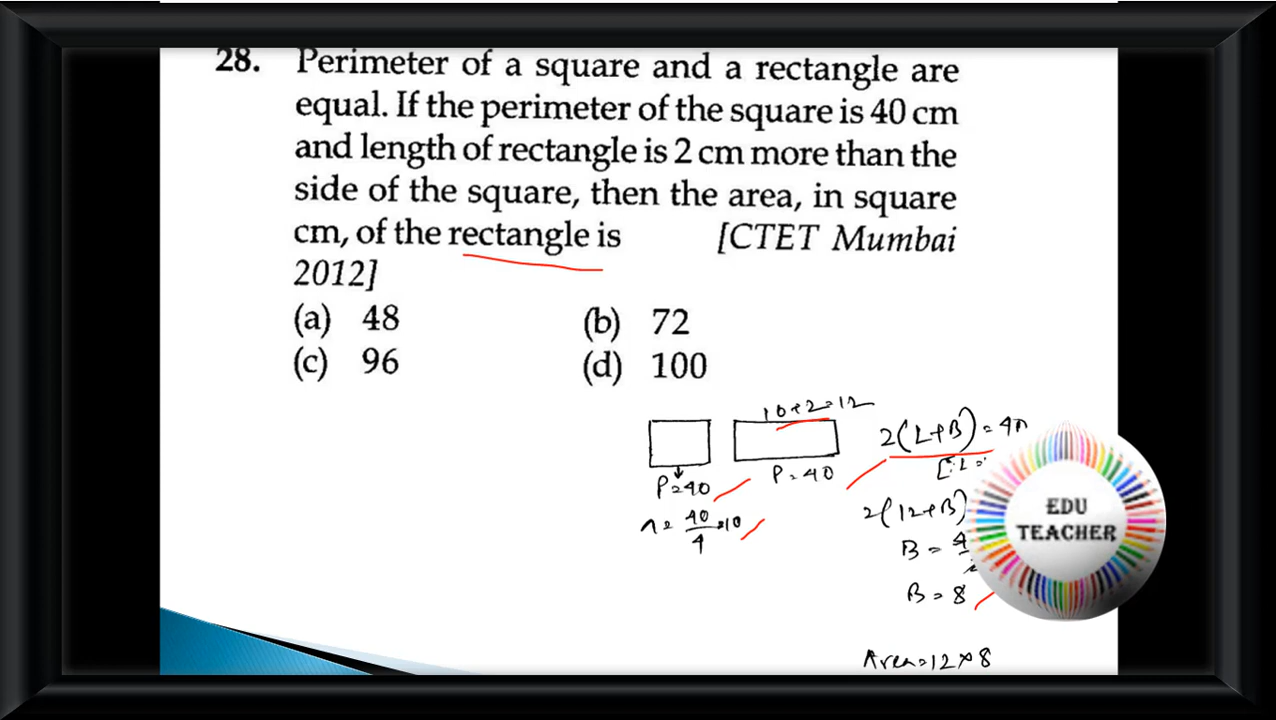 28. Perimeter of a square and a rectangle are
equal. If the perimeter of the square is 40 cm
and length of rectangle is 2 cm more than the
side of the square, then the area, in square
cm, of the rectangle is [CTET Mumbai
2012]
(a) 48 (b) 72
(c) 96 (d) 100
10+2=12
2(L+B)=40
P=40
P=40
[∵L=
40/4=10
2(12+B)
B =
B = 8
Area=12×8
EDU
TEACHER